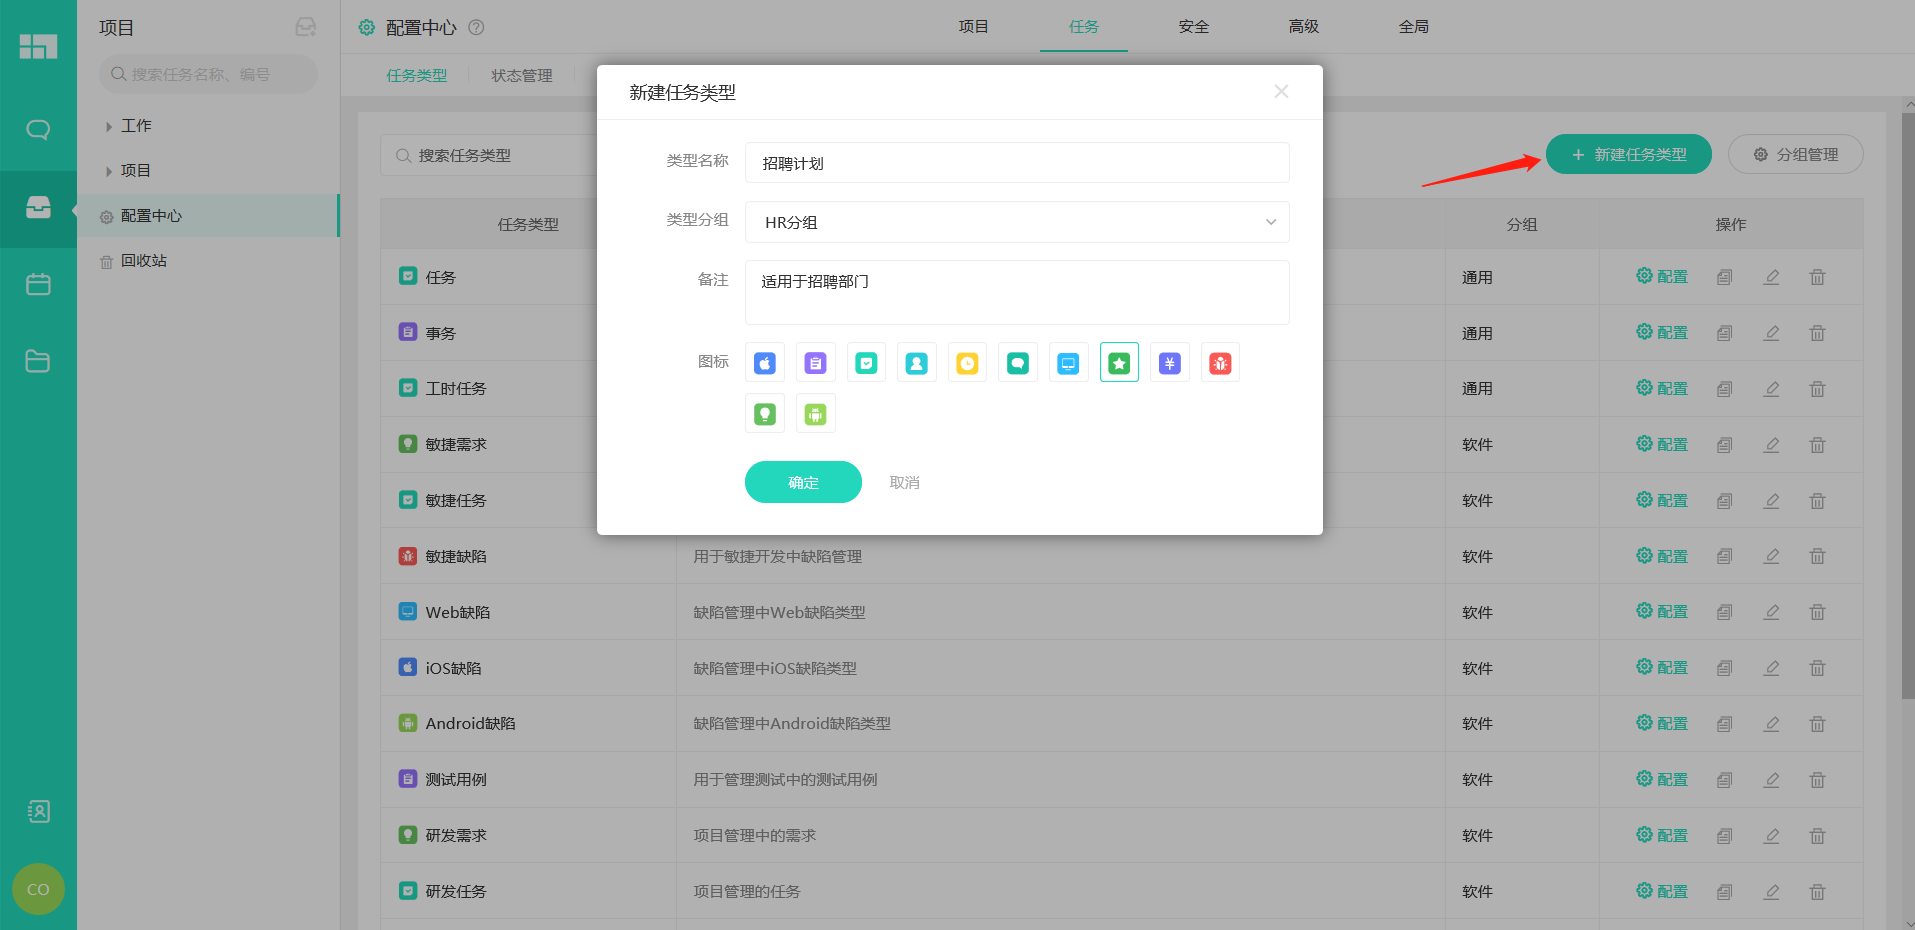 项目
搜索任务名称、编号
工作
项目
配置中心
回收站
CO
配置中心
项目
任务
安全
高级
全局
任务类型
状态管理
搜索任务类型
新建任务类型
分组管理
任务类型
分组
操作
任务
通用
配置
事务
通用
配置
工时任务
通用
配置
敏捷需求
软件
配置
敏捷任务
软件
配置
敏捷缺陷
用于敏捷开发中缺陷管理
软件
配置
Web缺陷
缺陷管理中Web缺陷类型
软件
配置
iOS缺陷
缺陷管理中iOS缺陷类型
软件
配置
Android缺陷
缺陷管理中Android缺陷类型
软件
配置
测试用例
用于管理测试中的测试用例
软件
配置
研发需求
项目管理中的需求
软件
配置
研发任务
项目管理的任务
软件
配置
新建任务类型
类型名称
招聘计划
类型分组
HR分组
备注
适用于招聘部门
图标
确定
取消